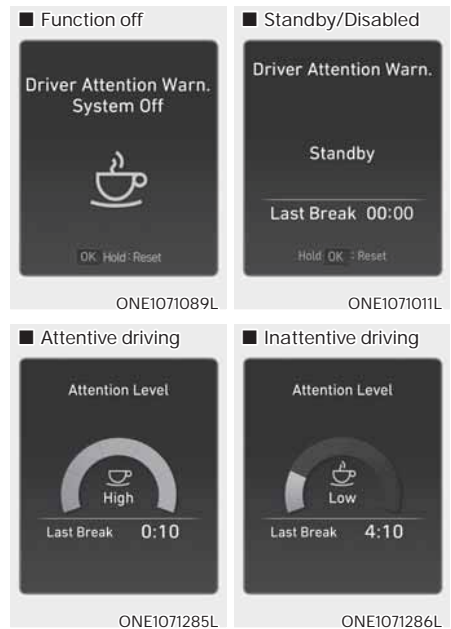 ■ Function off
Driver Attention Warn.
System Off
OK Hold : Reset
ONE1071089L
■ Standby/Disabled
Driver Attention Warn.
Standby
Last Break 00:00
Hold OK : Reset
ONE1071011L
■ Attentive driving
Attention Level
High
Last Break 0:10
ONE1071285L
■ Inattentive driving
Attention Level
Low
Last Break 4:10
ONE1071286L